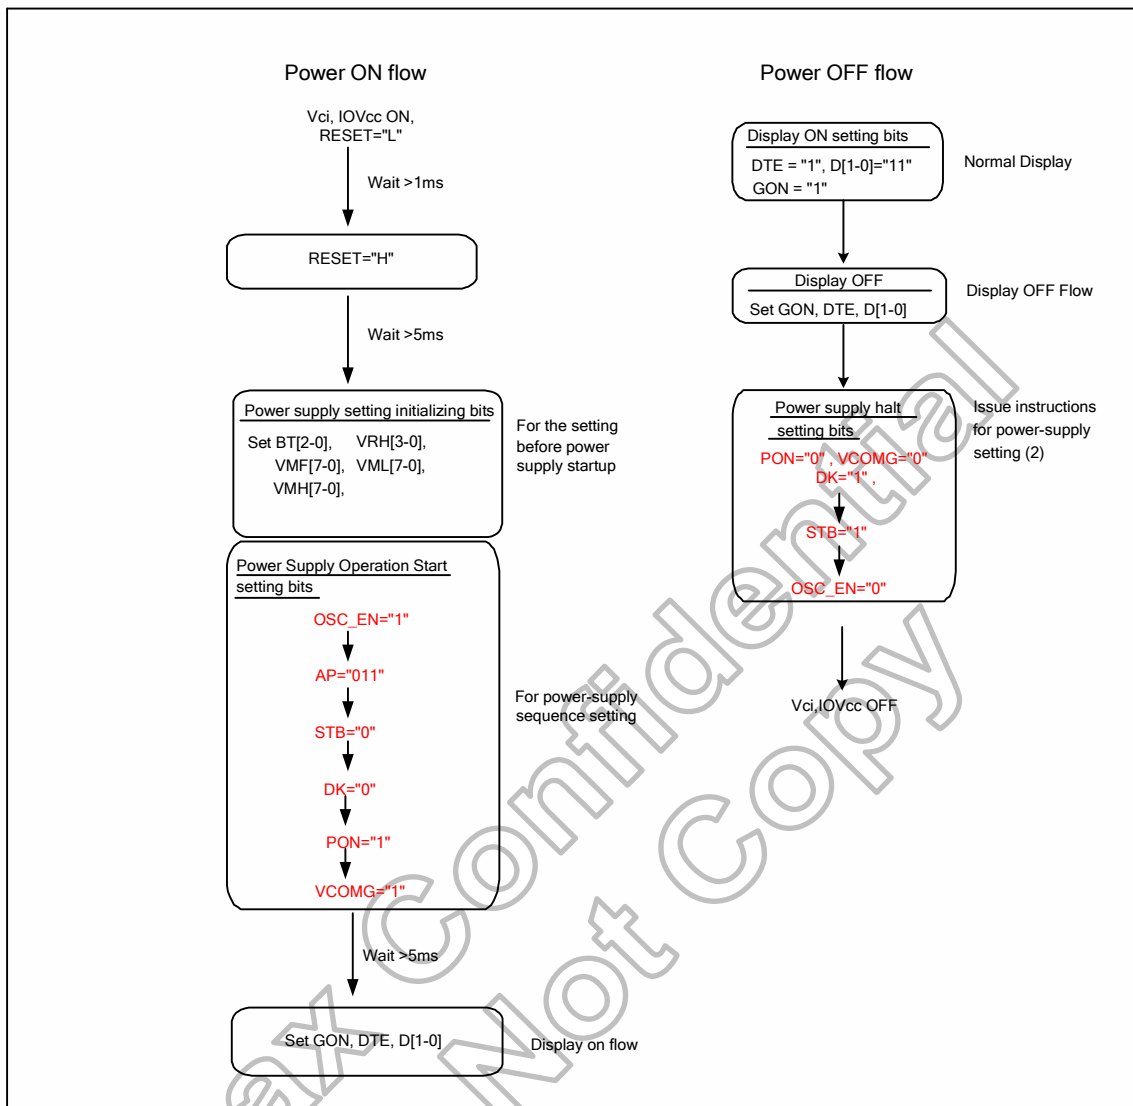 Power ON flow
Vci, IOVcc ON,
RESET="L"
Wait >1ms
RESET="H"
Wait >5ms
Power supply setting initializing bits
Set BT[2-0], VRH[3-0],
VMF[7-0], VML[7-0],
VMH[7-0],
For the setting
before power
supply startup
Power Supply Operation Start
setting bits
OSC_EN="1"
AP="011"
STB="0"
DK="0"
PON="1"
VCOMG="1"
For power-supply
sequence setting
Wait >5ms
Set GON, DTE, D[1-0]
Display on flow
Power OFF flow
Display ON setting bits
DTE = "1", D[1-0]="11"
GON = "1"
Normal Display
Display OFF
Set GON, DTE, D[1-0]
Display OFF Flow
Power supply halt
setting bits
PON="0" , VCOMG="0"
DK="1" ,
STB="1"
OSC_EN="0"
Issue instructions
for power-supply
setting (2)
Vci,IOVcc OFF
Confidential
Not Copy